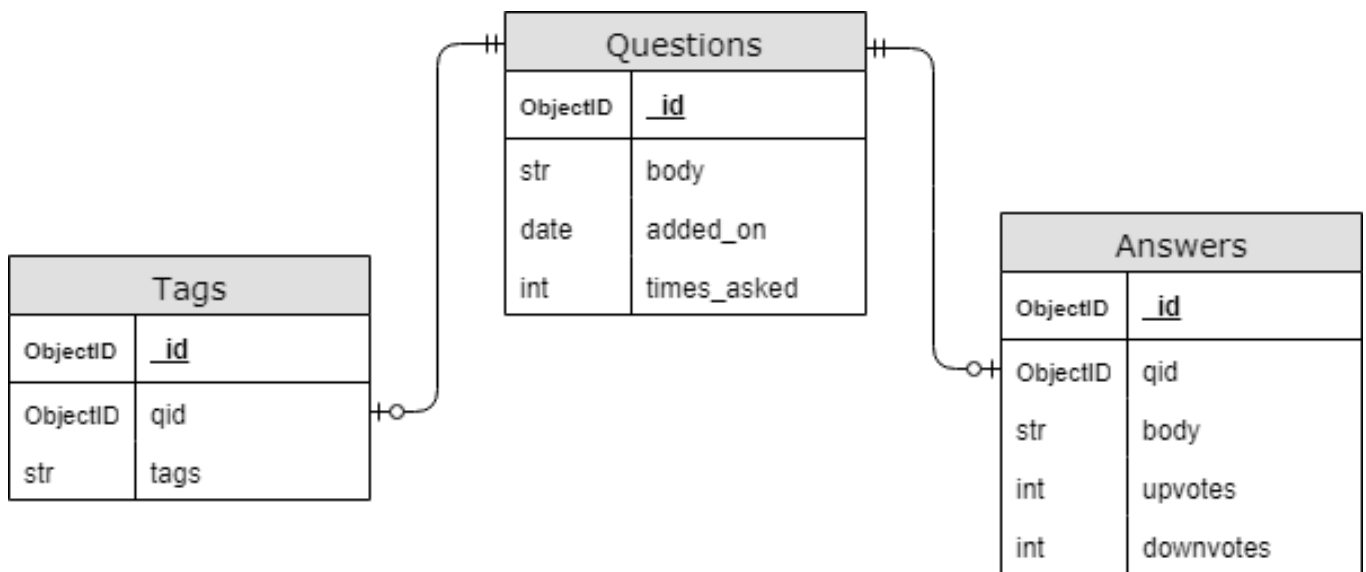 Questions
ObjectID _id
str body
date added_on
int times_asked
Tags
ObjectID _id
ObjectID qid
str tags
Answers
ObjectID _id
ObjectID qid
str body
int upvotes
int downvotes